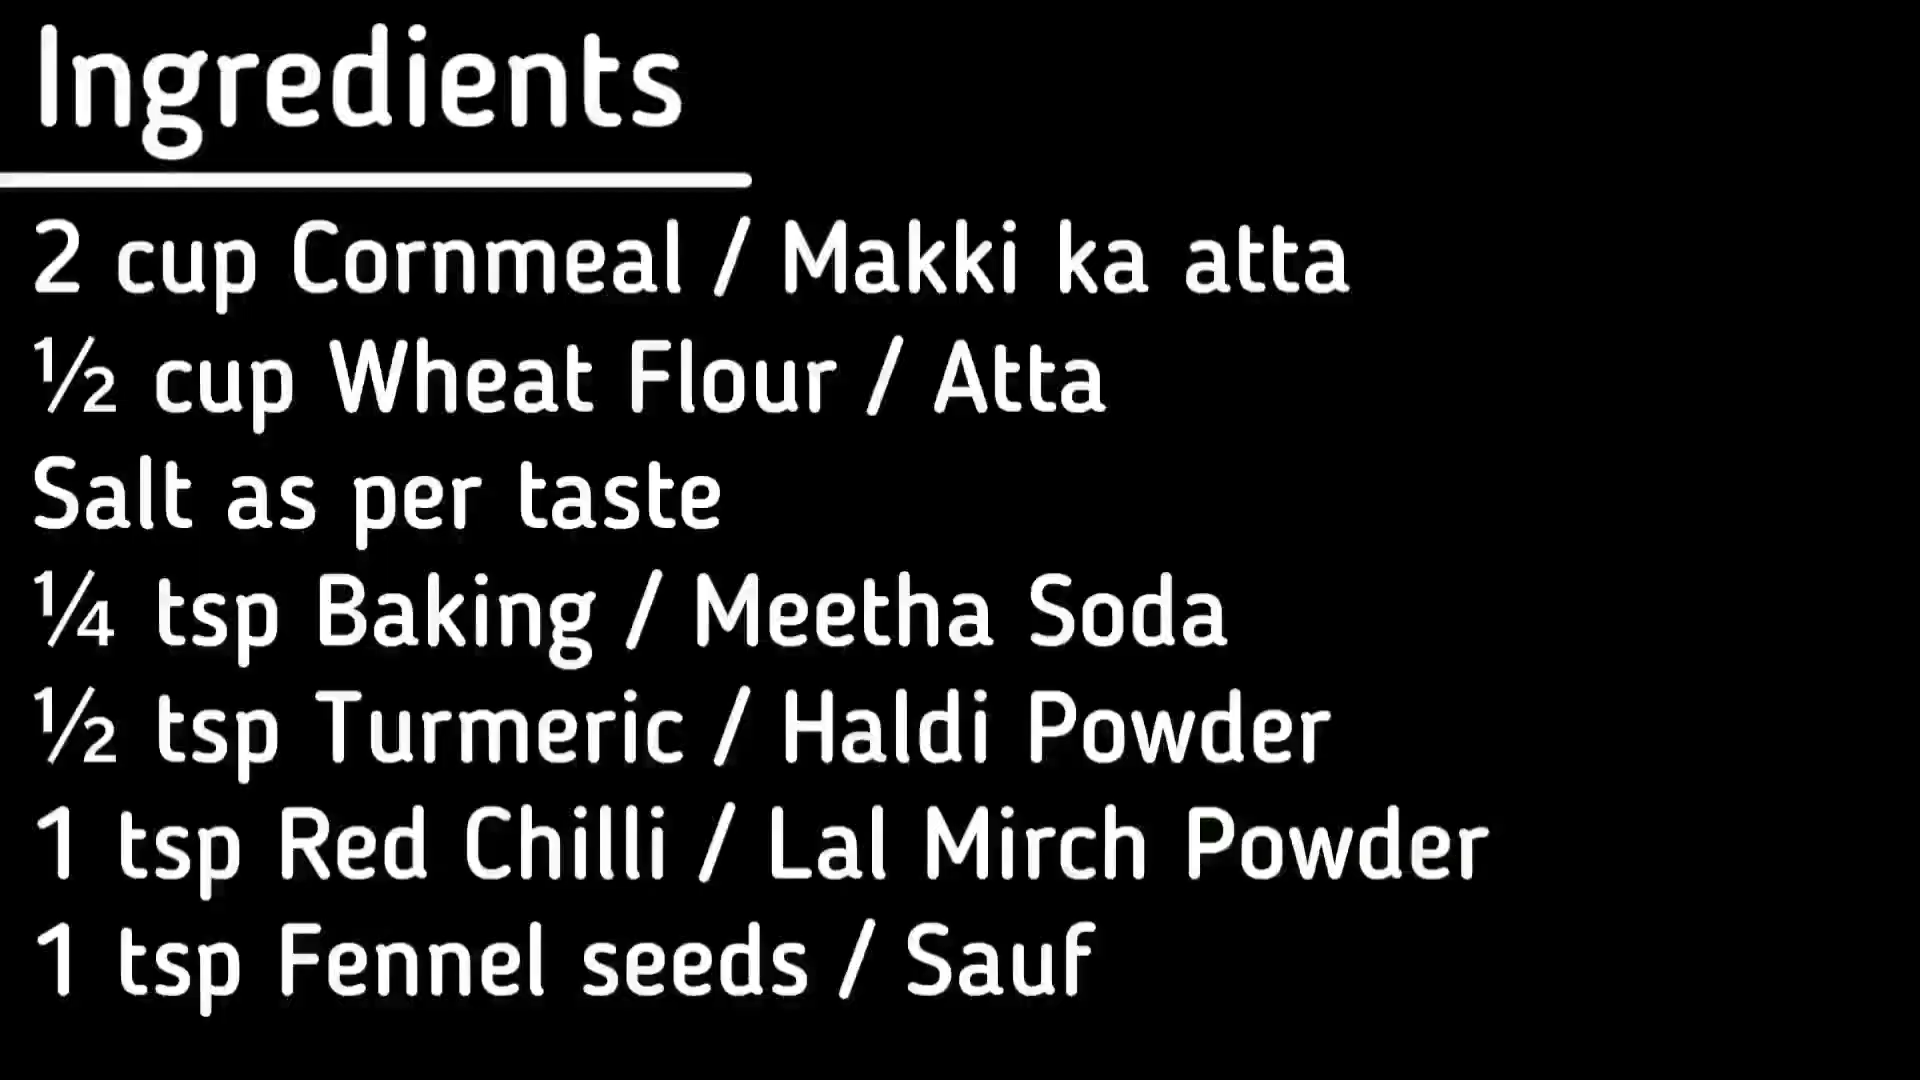 Ingredients
2 cup Cornmeal / Makki ka atta
½ cup Wheat Flour / Atta
Salt as per taste
¼ tsp Baking / Meetha Soda
½ tsp Turmeric / Haldi Powder
1 tsp Red Chilli / Lal Mirch Powder
1 tsp Fennel seeds / Sauf